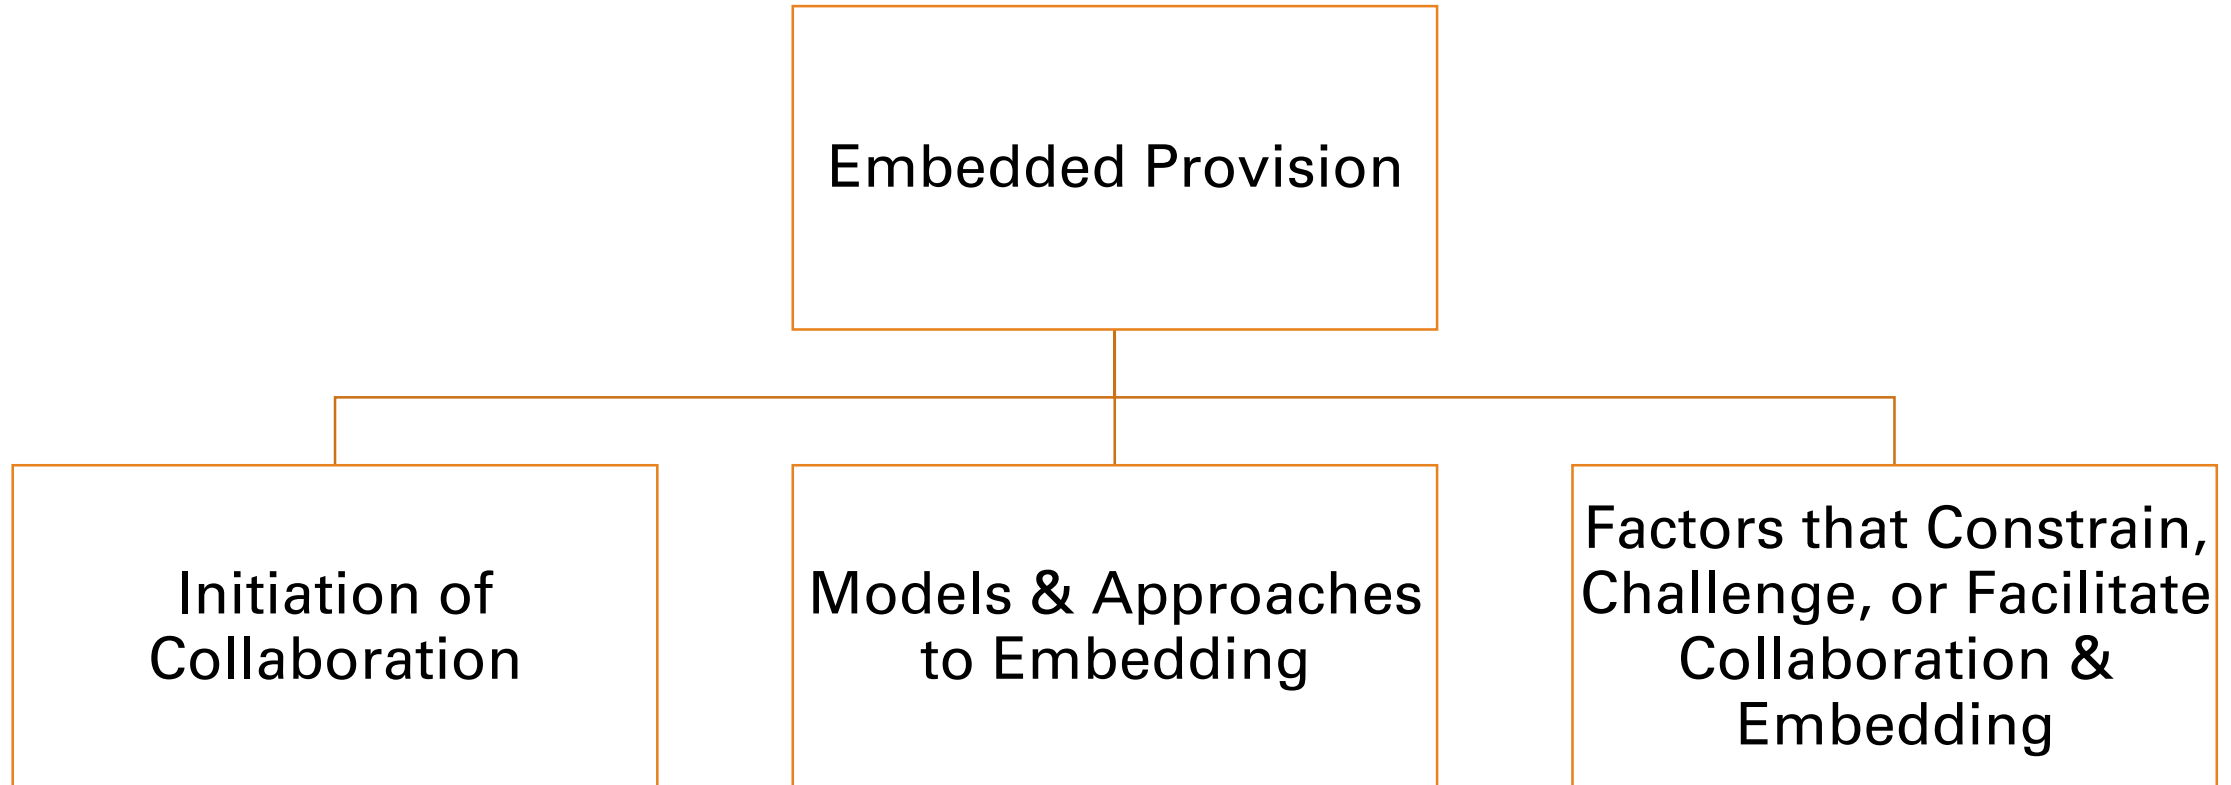 Embedded Provision
Initiation of
Collaboration
Models & Approaches
to Embedding
Factors that Constrain,
Challenge, or Facilitate
Collaboration &
Embedding